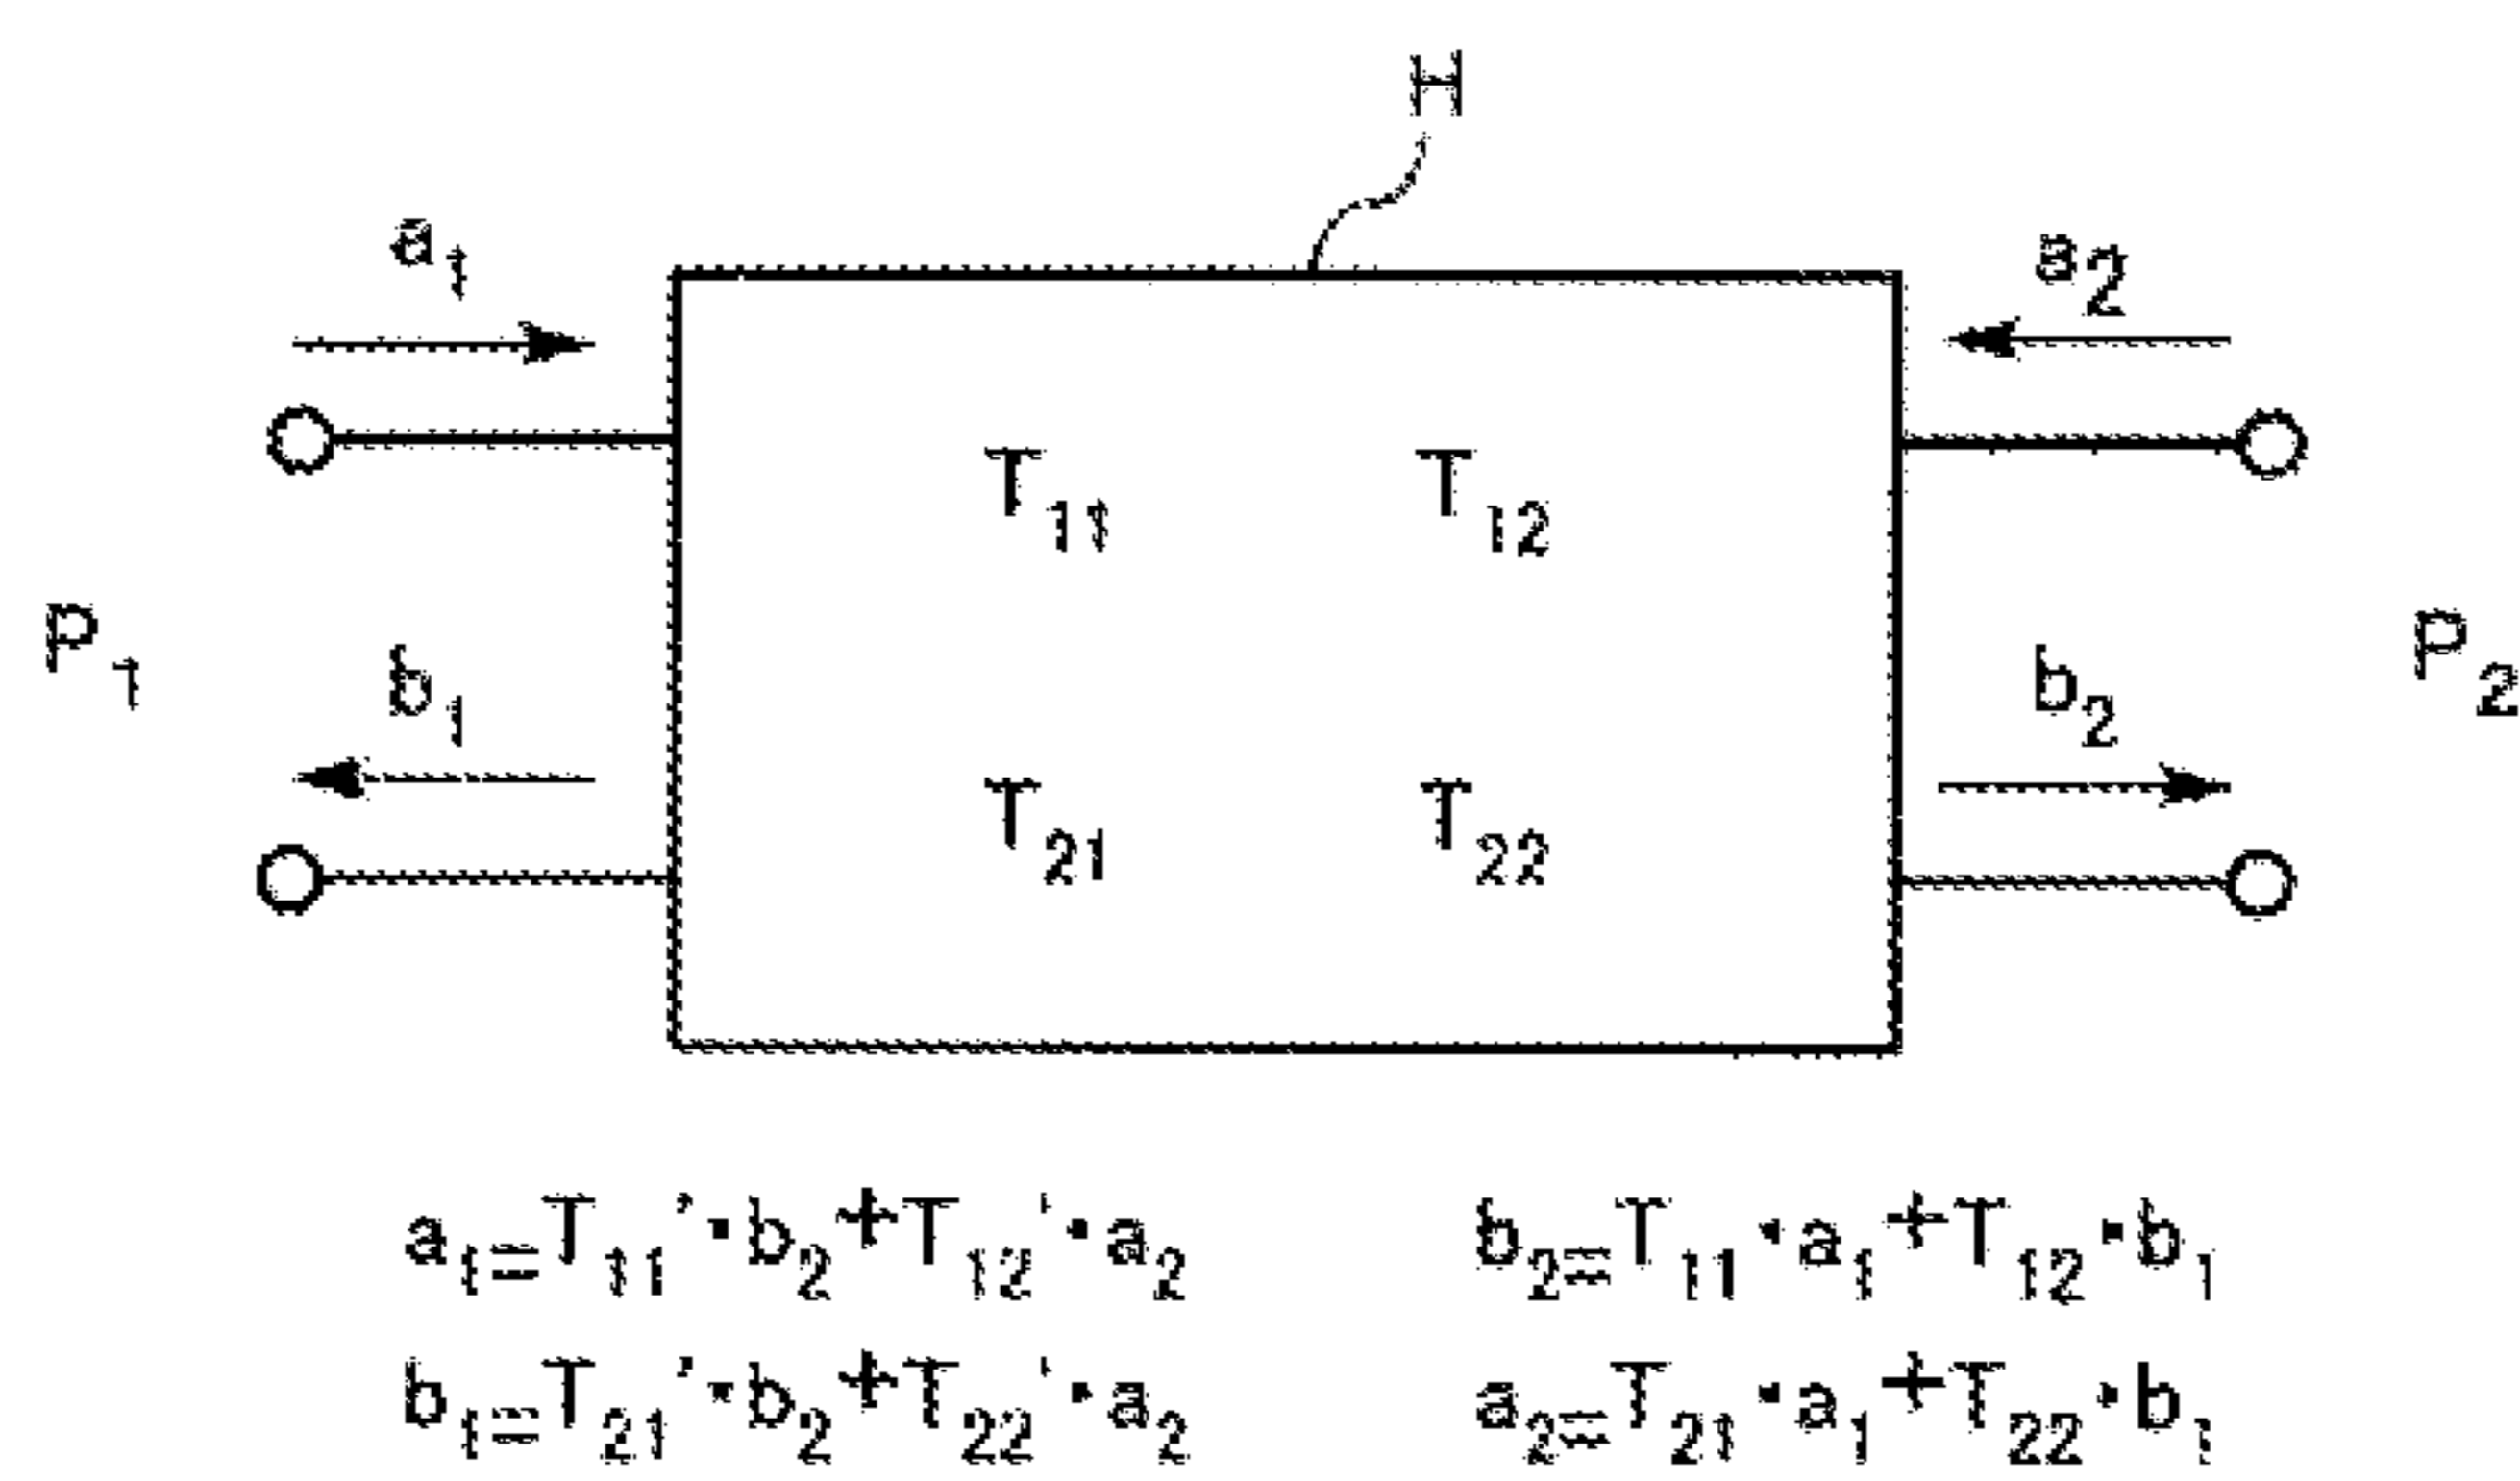 H
a₁ a₂
T₁₁ T₁₂
P₁ P₂
b₁ b₂
T₂₁ T₂₂
a₁=T₁₁'·b₂+T₁₂'·a₂ b₂=T₁₁·a₁+T₁₂·b₁
b₁=T₂₁'·b₂+T₂₂'·a₂ a₂=T₂₁·a₁+T₂₂·b₁